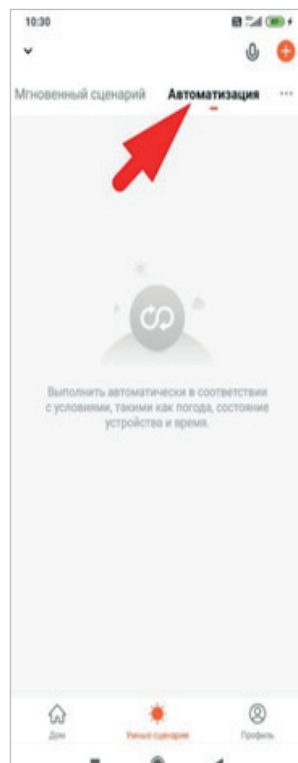 10:30
Мгновенный сценарий Автоматизация ...
Выполнить автоматически в соответствии
с условиями, такими как погода, состояние
устройства и время.
Дом Умные сценарии Профиль